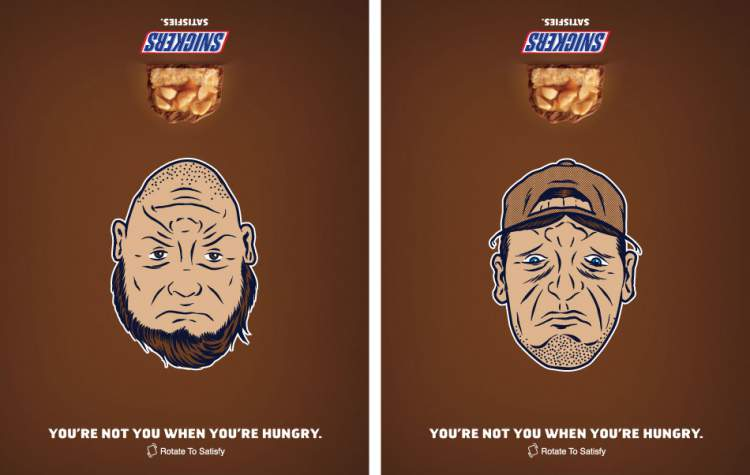 SATISFIES.
SNICKERS
YOU'RE NOT YOU WHEN YOU'RE HUNGRY.
Rotate To Satisfy
SATISFIES.
SNICKERS
YOU'RE NOT YOU WHEN YOU'RE HUNGRY.
Rotate To Satisfy